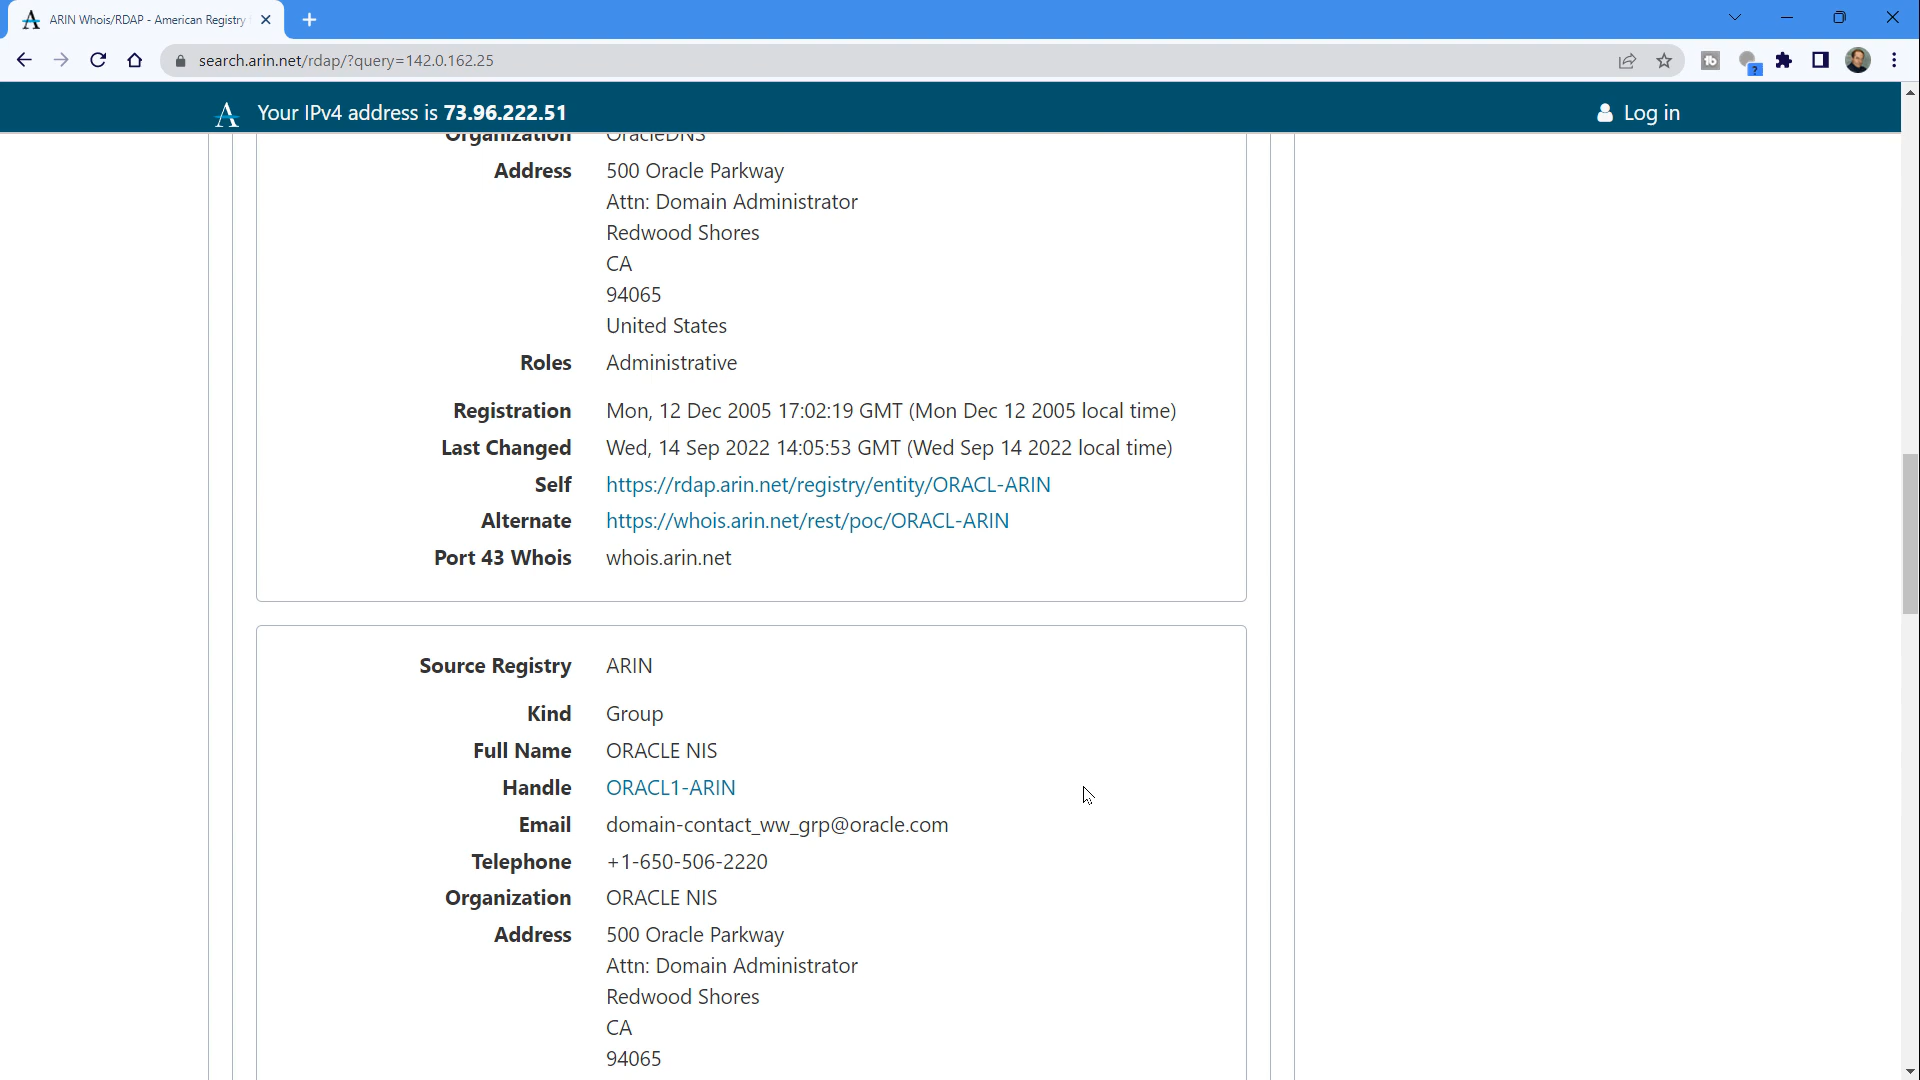 ARIN Whois/RDAP - American Registry
search.arin.net/rdap/?query=142.0.162.25
Your IPv4 address is 73.96.222.51
Log in
Organization OracleDNS
Address 500 Oracle Parkway
Attn: Domain Administrator
Redwood Shores
CA
94065
United States
Roles Administrative
Registration Mon, 12 Dec 2005 17:02:19 GMT (Mon Dec 12 2005 local time)
Last Changed Wed, 14 Sep 2022 14:05:53 GMT (Wed Sep 14 2022 local time)
Self https://rdap.arin.net/registry/entity/ORACL-ARIN
Alternate https://whois.arin.net/rest/poc/ORACL-ARIN
Port 43 Whois whois.arin.net
Source Registry ARIN
Kind Group
Full Name ORACLE NIS
Handle ORACL1-ARIN
Email domain-contact_ww_grp@oracle.com
Telephone +1-650-506-2220
Organization ORACLE NIS
Address 500 Oracle Parkway
Attn: Domain Administrator
Redwood Shores
CA
94065